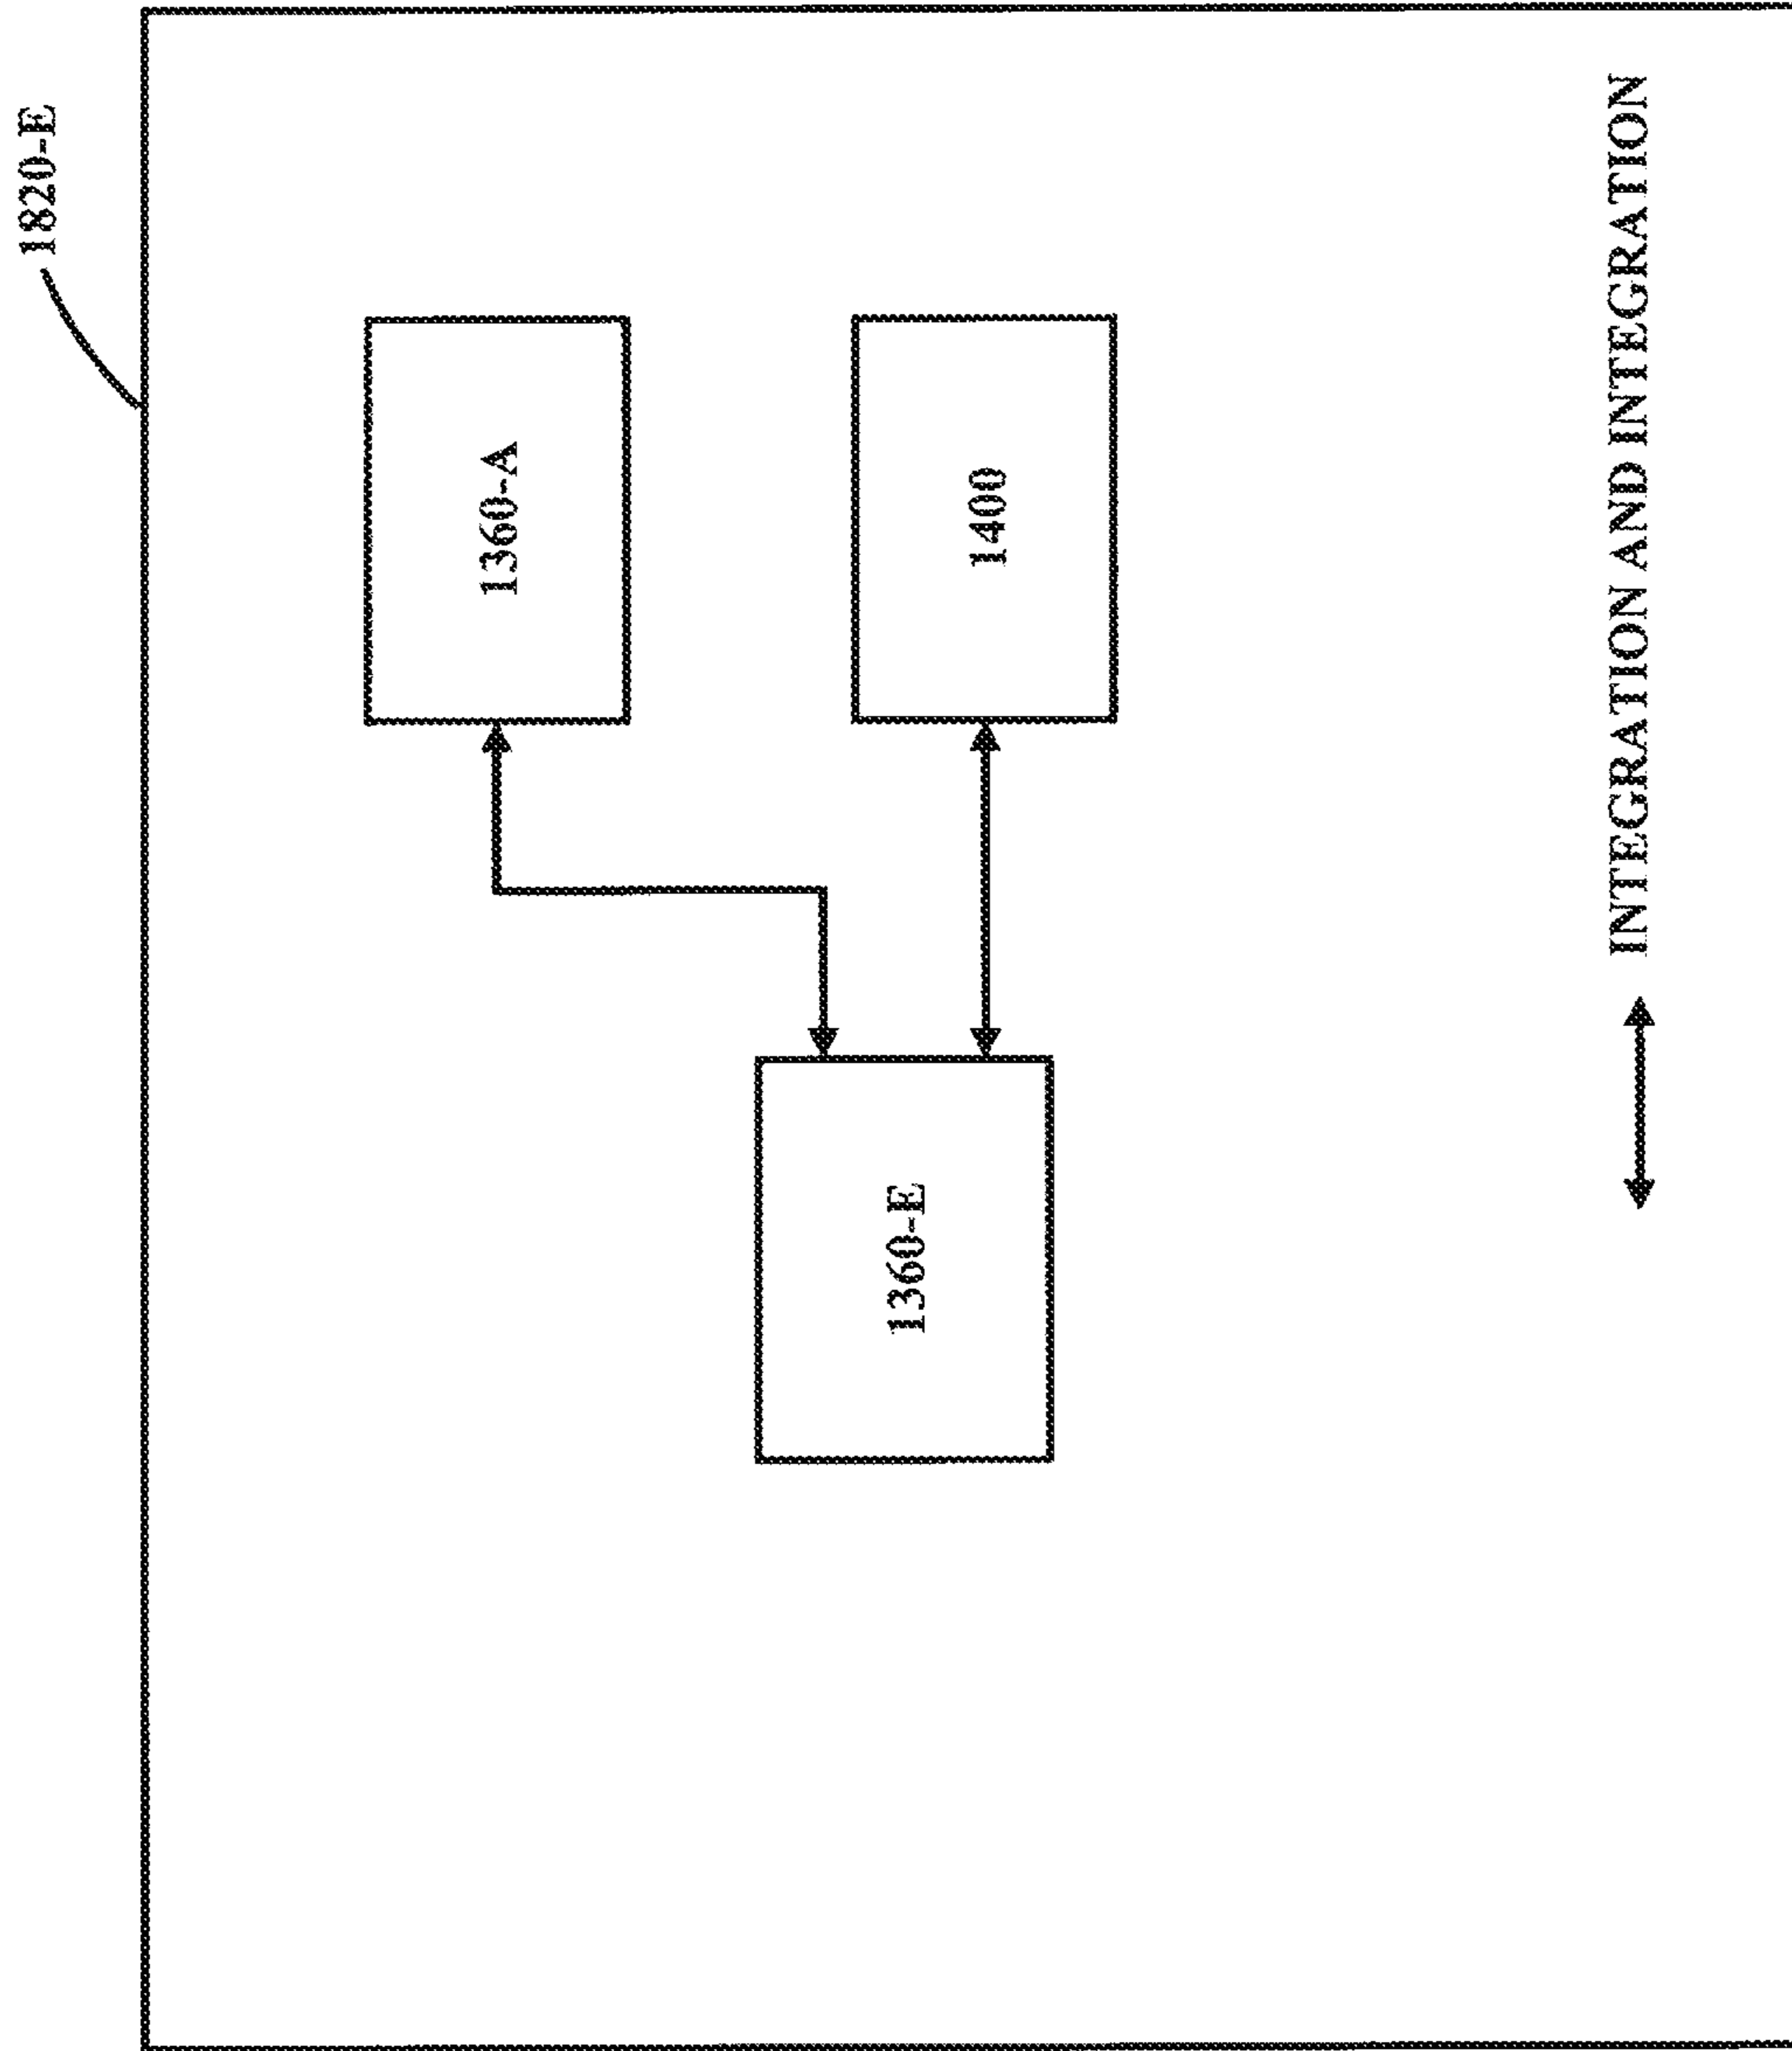 1820-E
1360-A
1360-E
1400
INTEGRATION AND INTEGRATION